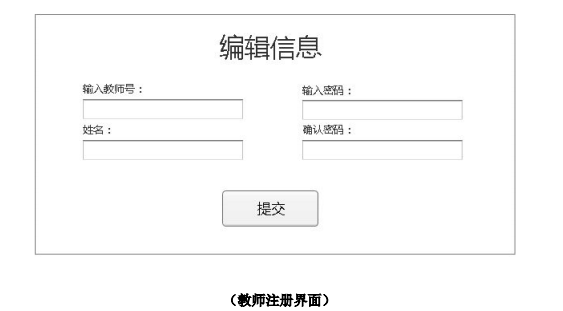 编辑信息
输入教师号：
输入密码：
姓名：
确认密码：
提交
（教师注册界面）